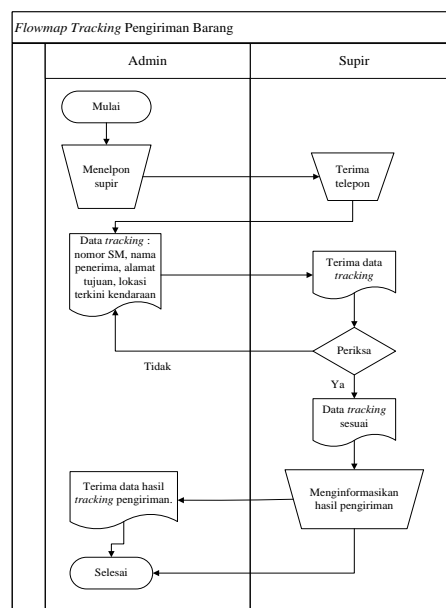 Flowmap Tracking Pengiriman Barang
Admin
Supir
Mulai
Menelpon
supir
Terima
telepon
Data tracking :
nomor SM, nama
penerima, alamat
tujuan, lokasi
terkini kendaraan
Terima data
tracking
Periksa
Tidak
Ya
Data tracking
sesuai
Menginformasikan
hasil pengiriman
Terima data hasil
tracking pengiriman.
Selesai